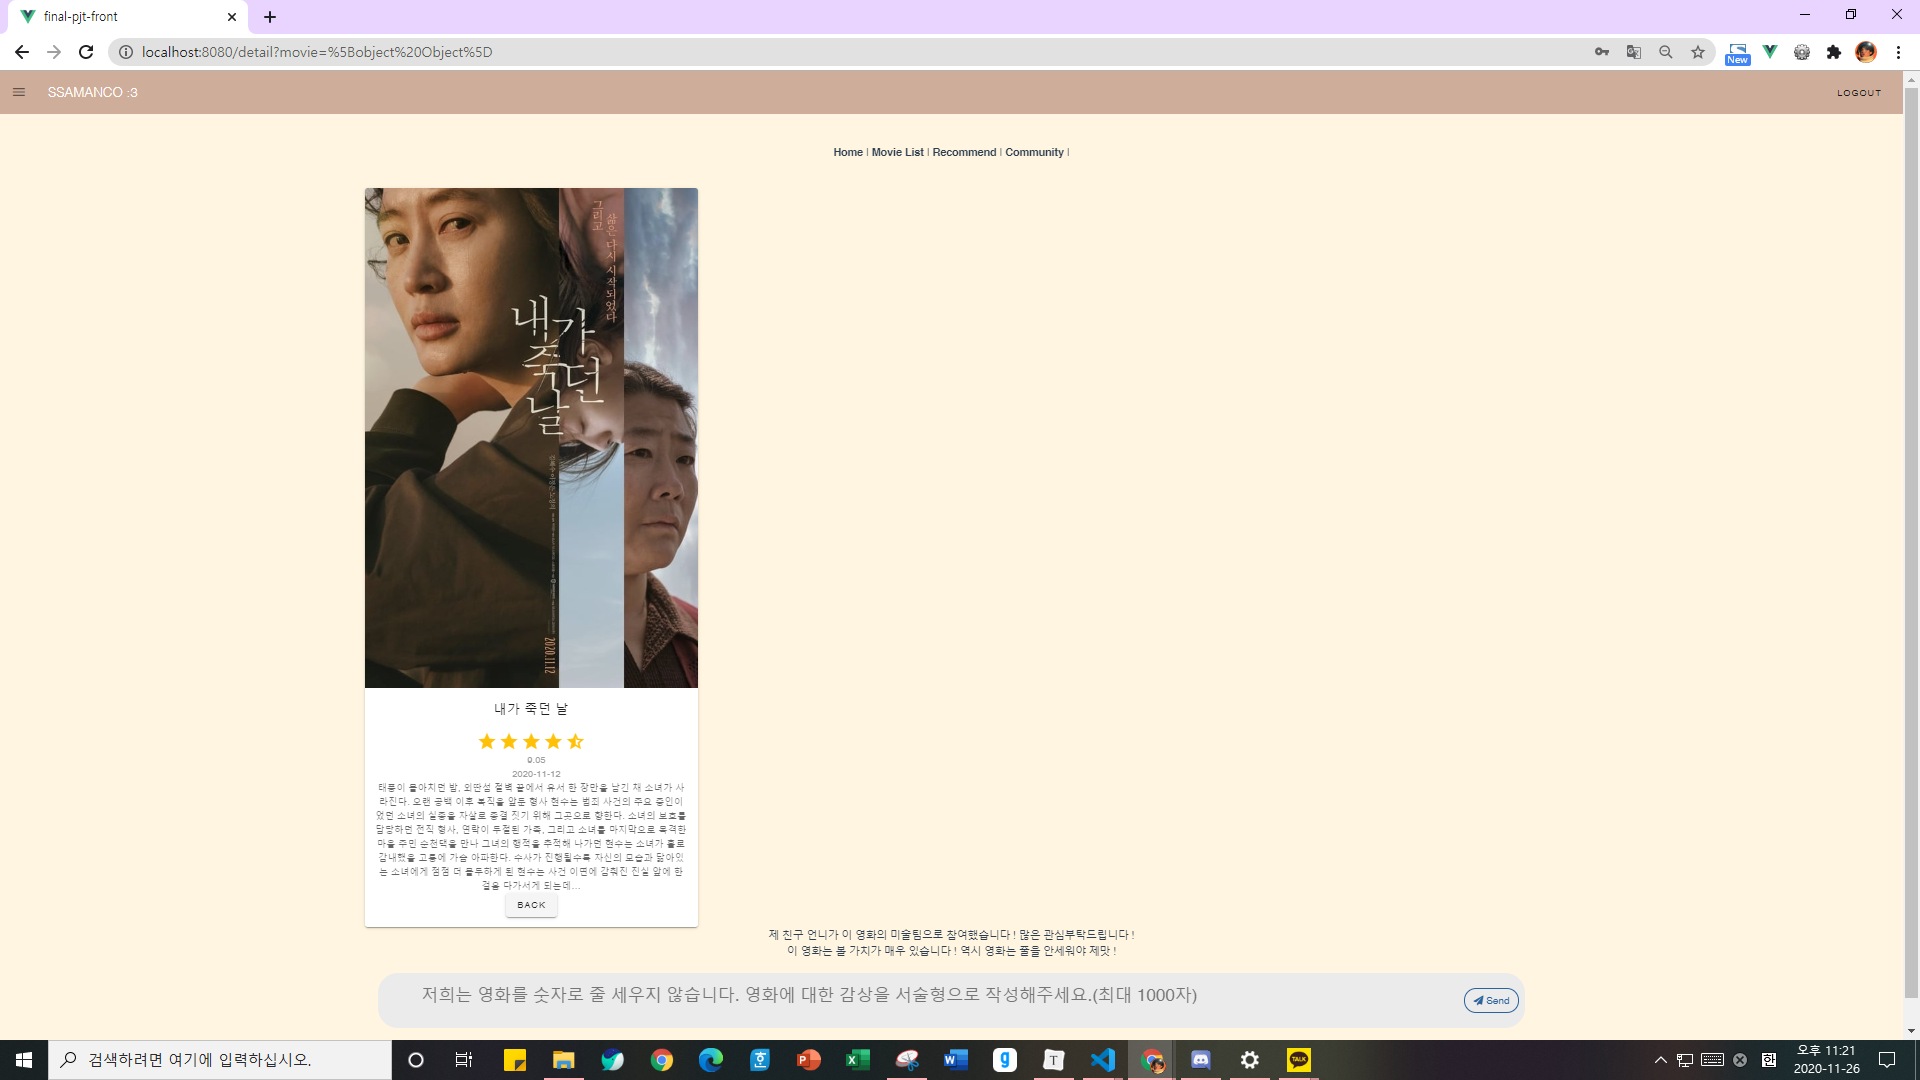 final-pjt-front
localhost:8080/detail?movie=%5Bobject%20Object%5D
New
SSAMANCO :3
LOGOUT
Home | Movie List | Recommend | Community |
그리고
삶은 다시 시작되었다
내가
죽던
날
2020.11.12
내가 죽던 날
9.05
2020-11-12
태풍이 몰아치던 밤, 외딴섬 절벽 끝에서 유서 한 장만을 남긴 채 소녀가 사
라진다. 오랜 공백 이후 복직을 앞둔 형사 현수는 범죄 사건의 주요 증인이
었던 소녀의 실종을 자살로 종결 짓기 위해 그곳으로 향한다. 소녀의 보호를
담당하던 전직 형사, 연락이 두절된 가족, 그리고 소녀를 마지막으로 목격한
마을 주민 순천댁을 만나 그녀의 행적을 추적해 나가던 현수는 소녀가 홀로
감내했을 고통에 가슴 아파한다. 수사가 진행될수록 자신의 모습과 닮아있
는 소녀에게 점점 더 몰두하게 된 현수는 사건 이면에 감춰진 진실 앞에 한
걸음 다가서게 되는데...
BACK
제 친구 언니가 이 영화의 미술팀으로 참여했습니다 ! 많은 관심부탁드립니다 !
이 영화는 볼 가치가 매우 있습니다 ! 역시 영화는 풀을 안세워야 제맛 !
저희는 영화를 숫자로 줄 세우지 않습니다. 영화에 대한 감상을 서술형으로 작성해주세요.(최대 1000자)
Send
검색하려면 여기에 입력하십시오.
TALK
한
오후 11:21
2020-11-26